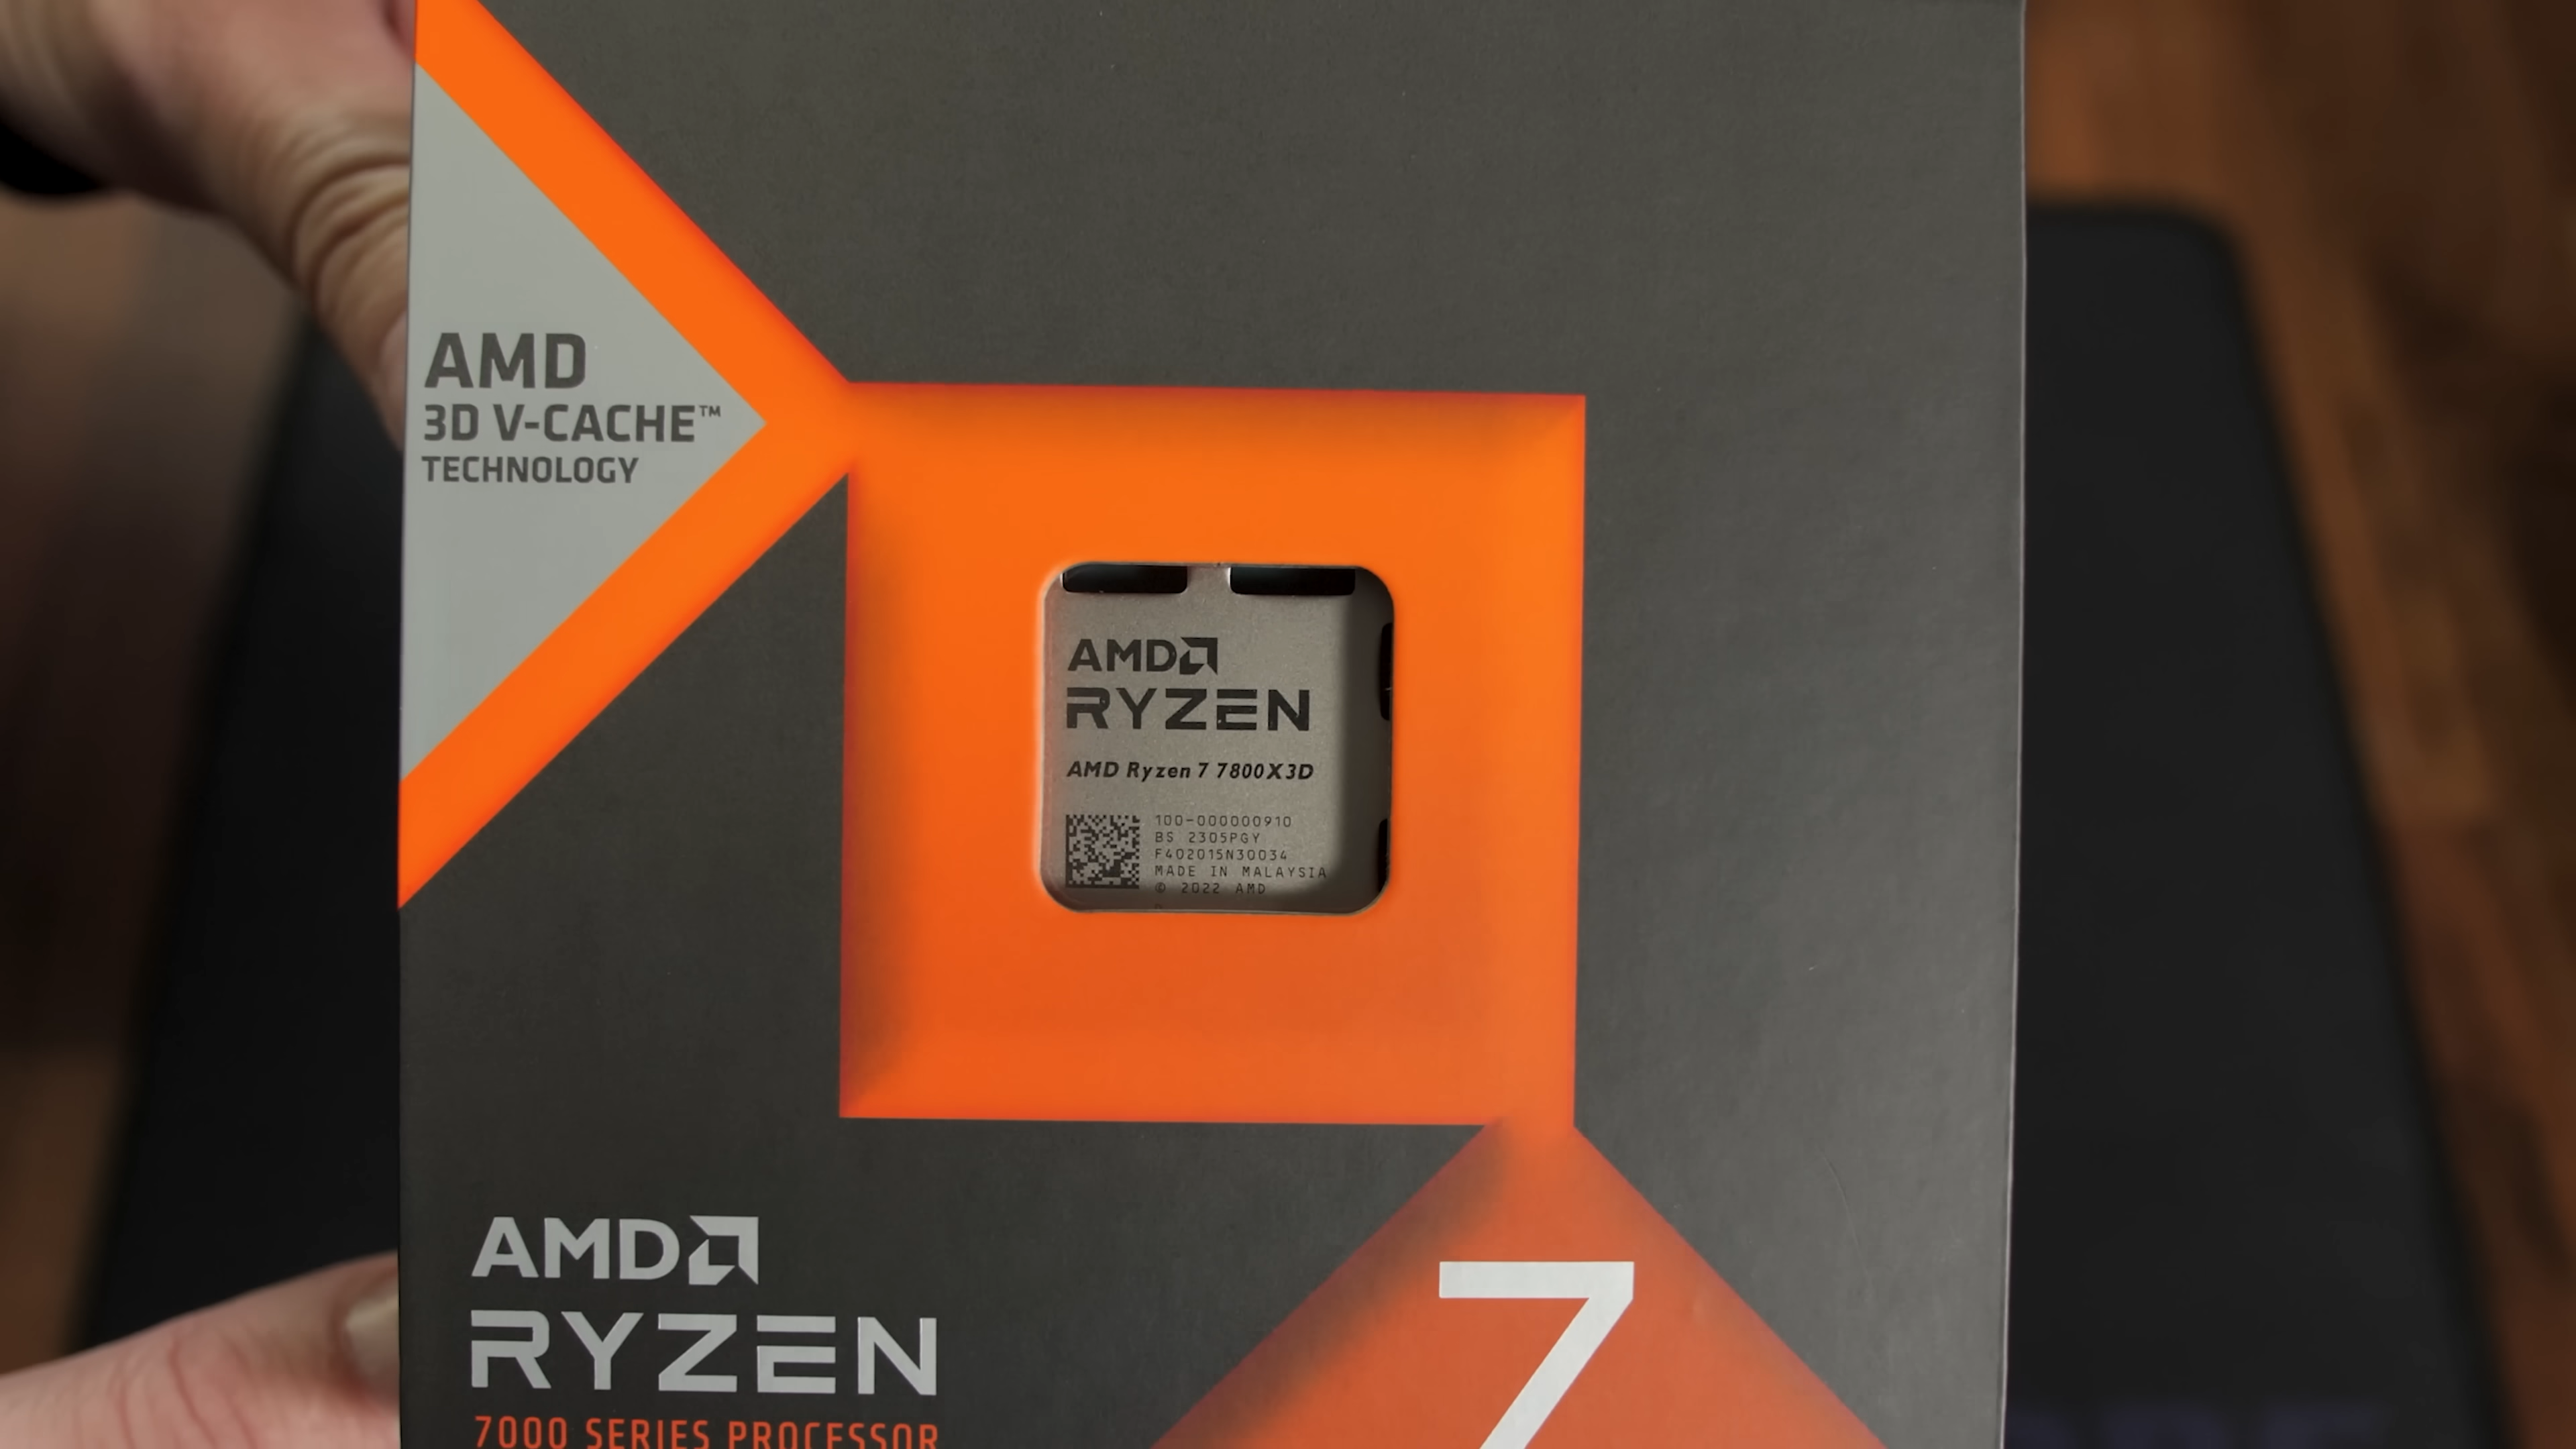 AMD
3D V-CACHE™
TECHNOLOGY
AMD
RYZEN
AMD Ryzen 7 7800X3D
100-000000910
BS 2305PGY
F402015N30034
MADE IN MALAYSIA
© 2022 AMD
AMD
RYZEN
7000 SERIES PROCESSOR
7